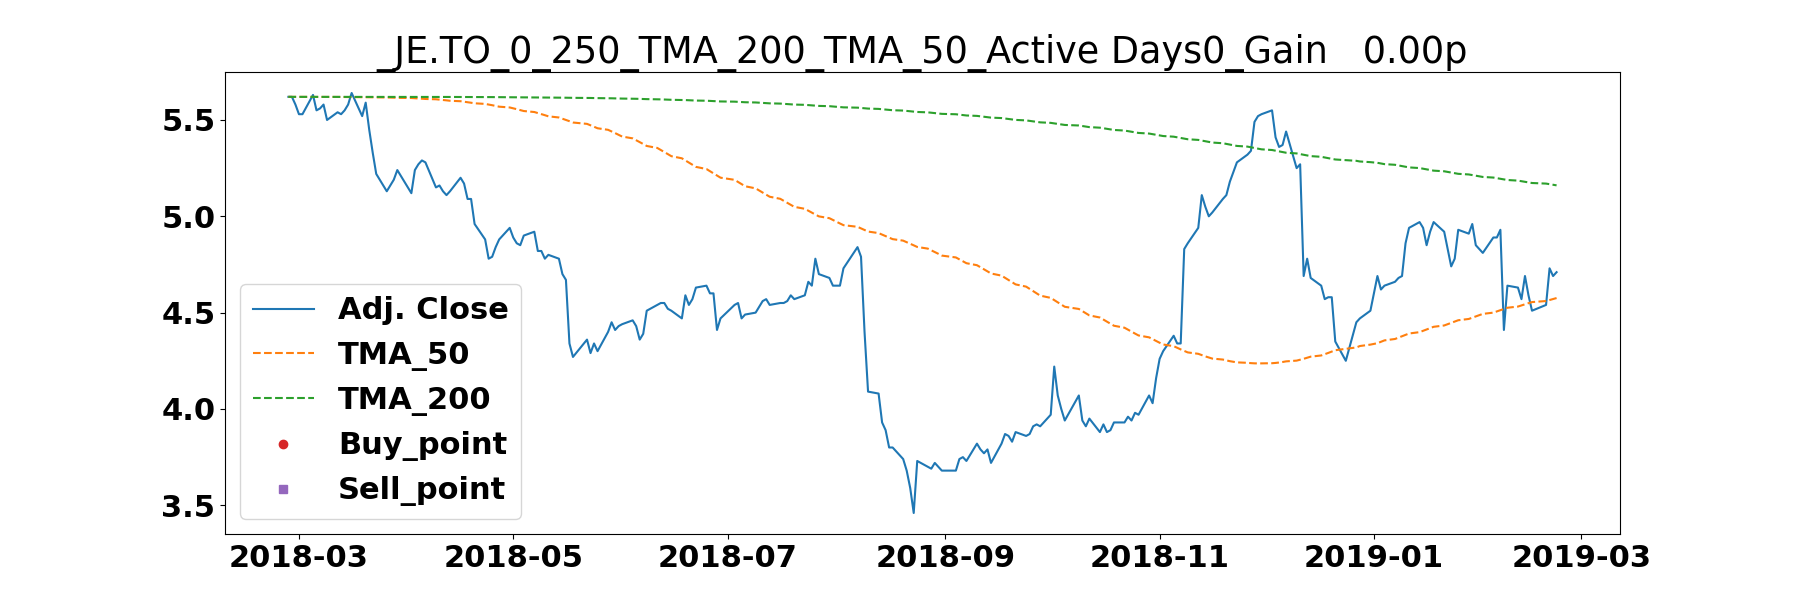 _JE.TO_0_250_TMA_200_TMA_50_Active Days0_Gain   0.00p
5.5
5.0
4.5
4.0
3.5
Adj. Close
TMA_50
TMA_200
Buy_point
Sell_point
2018-03 2018-05 2018-07 2018-09 2018-11 2019-01 2019-03